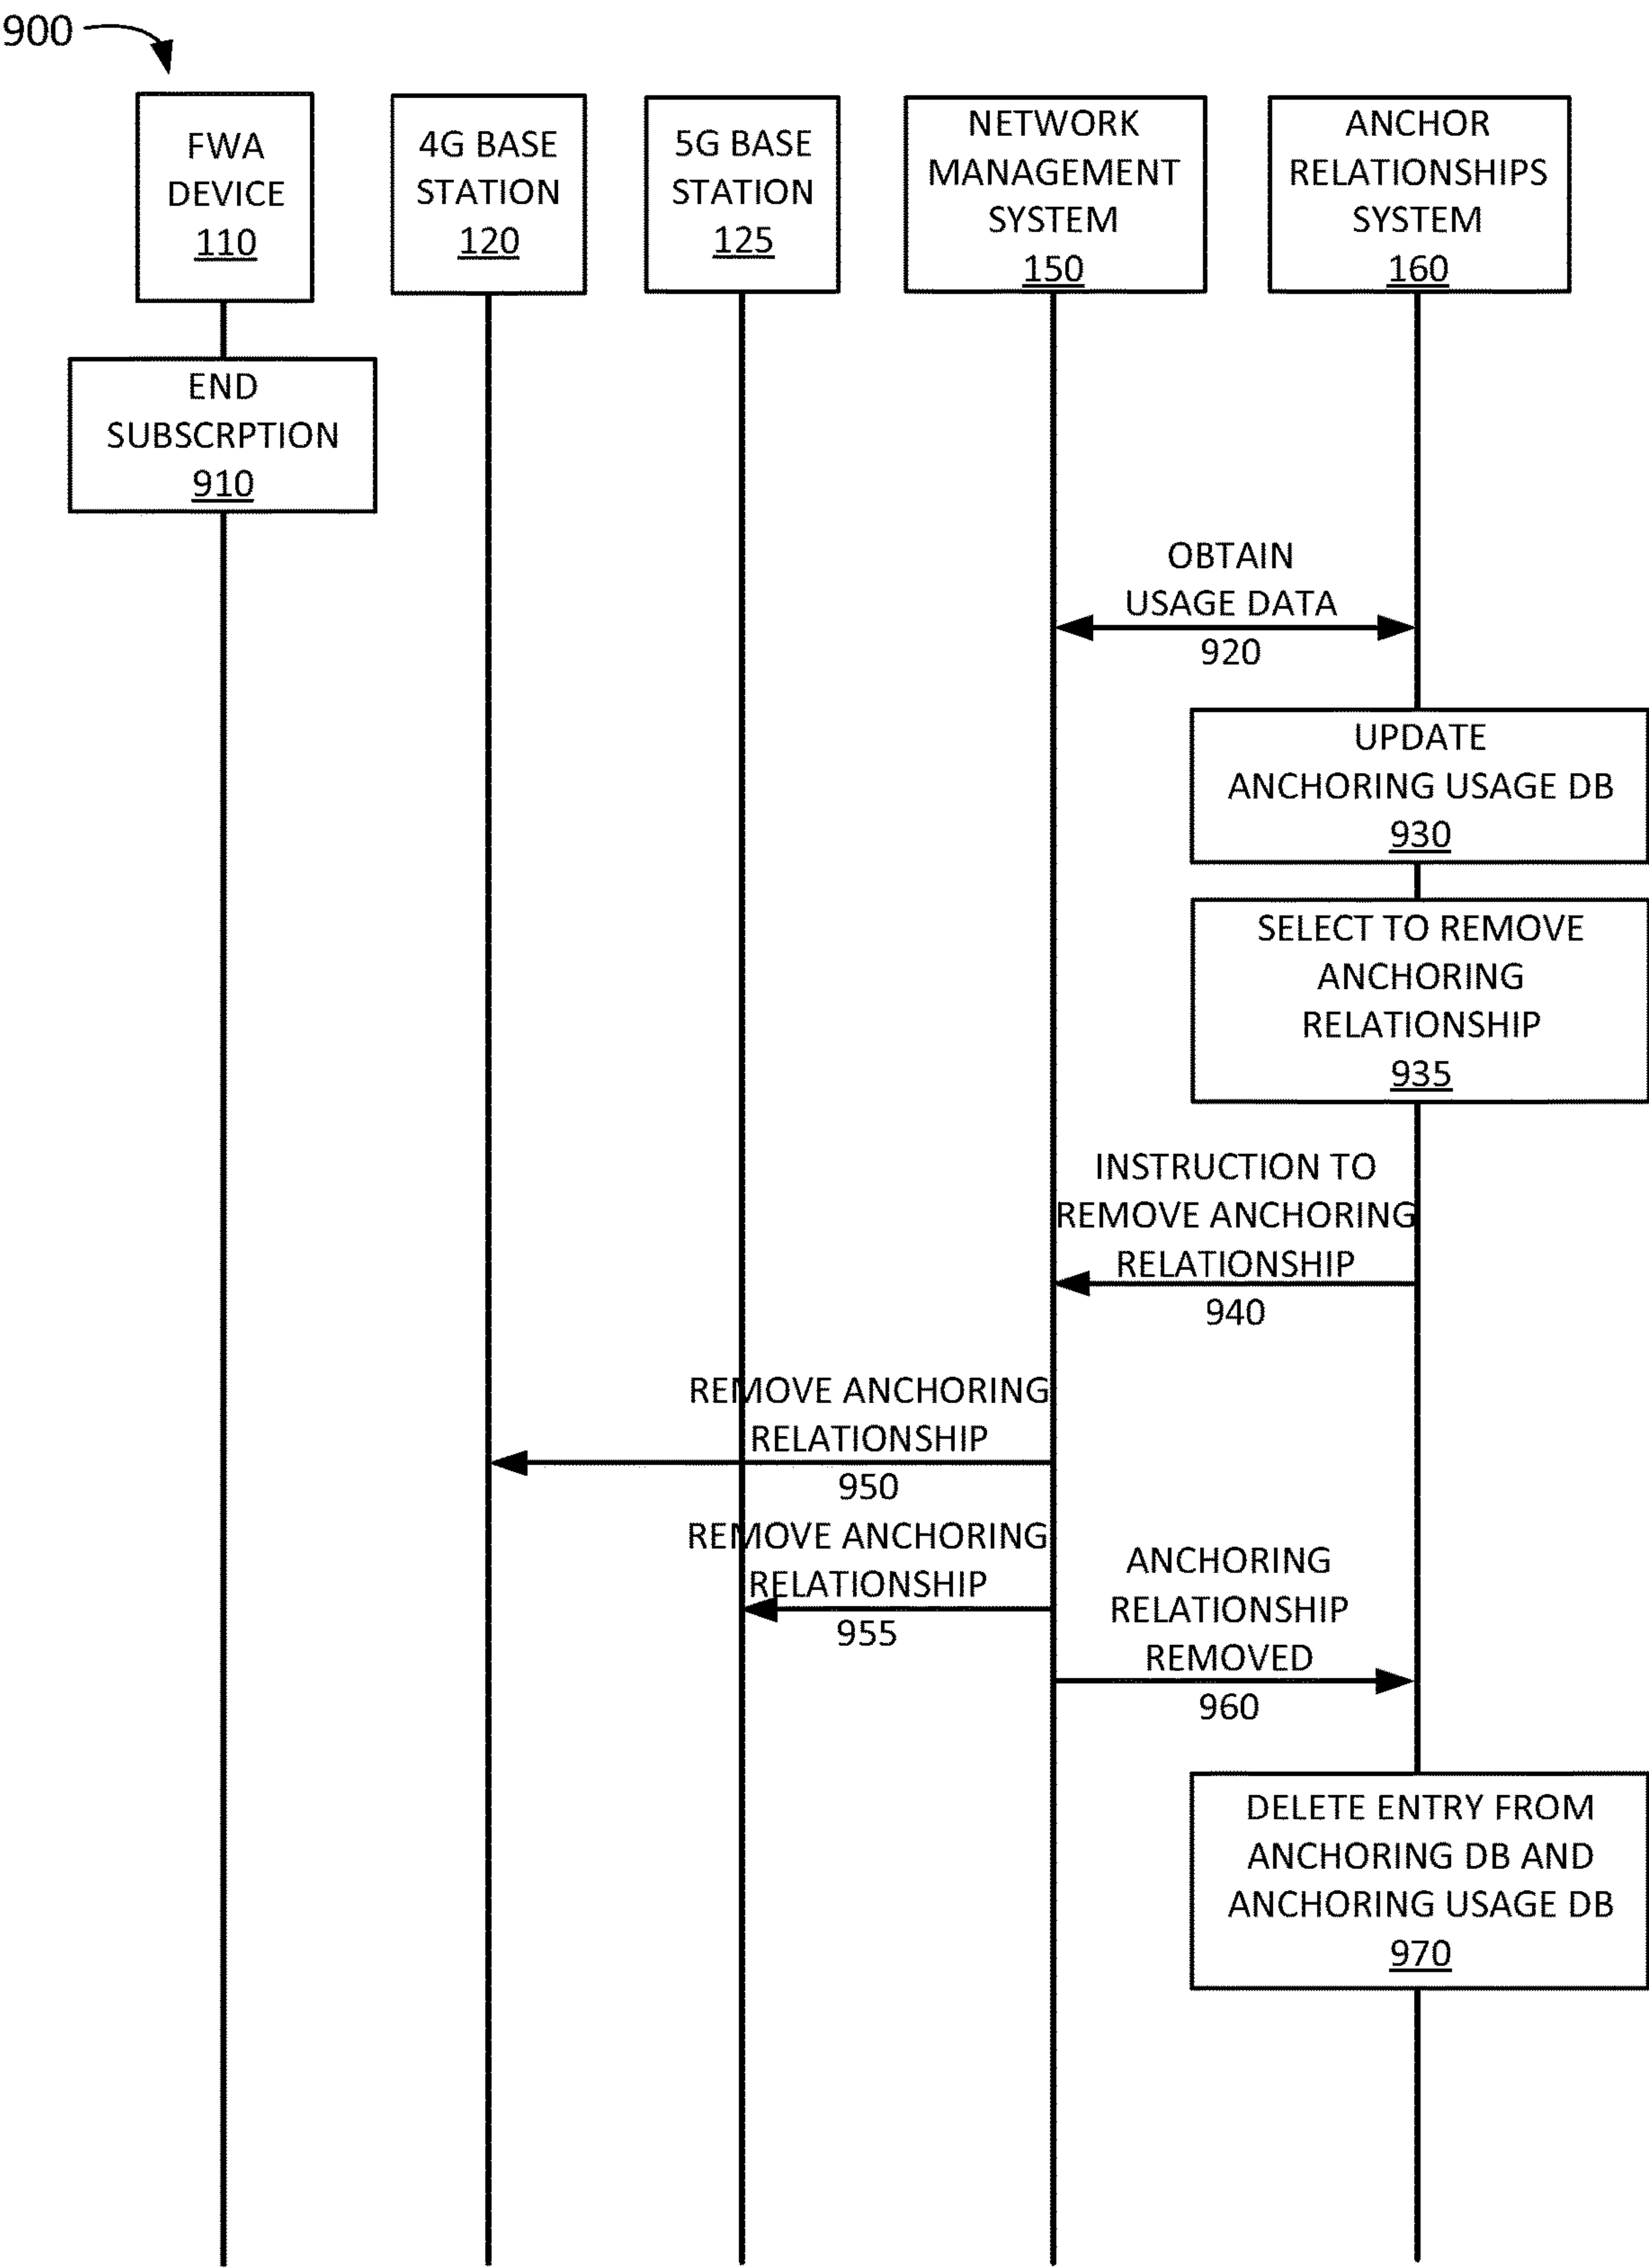 900
FWA
DEVICE
110
4G BASE
STATION
120
5G BASE
STATION
125
NETWORK
MANAGEMENT
SYSTEM
150
ANCHOR
RELATIONSHIPS
SYSTEM
160
END
SUBSCRPTION
910
OBTAIN
USAGE DATA
920
UPDATE
ANCHORING USAGE DB
930
SELECT TO REMOVE
ANCHORING
RELATIONSHIP
935
INSTRUCTION TO
REMOVE ANCHORING
RELATIONSHIP
940
REMOVE ANCHORING
RELATIONSHIP
950
REMOVE ANCHORING
RELATIONSHIP
955
ANCHORING
RELATIONSHIP
REMOVED
960
DELETE ENTRY FROM
ANCHORING DB AND
ANCHORING USAGE DB
970